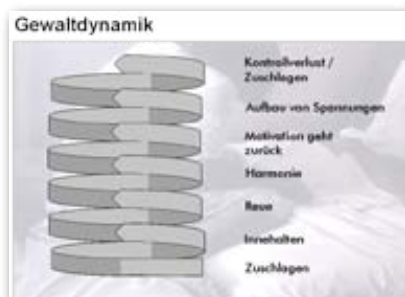 Gewaltdynamik
Kontrollverlust /
Zuschlagen
Aufbau von Spannungen
Motivation geht
zurück
Harmonie
Reue
Innehalten
Zuschlagen